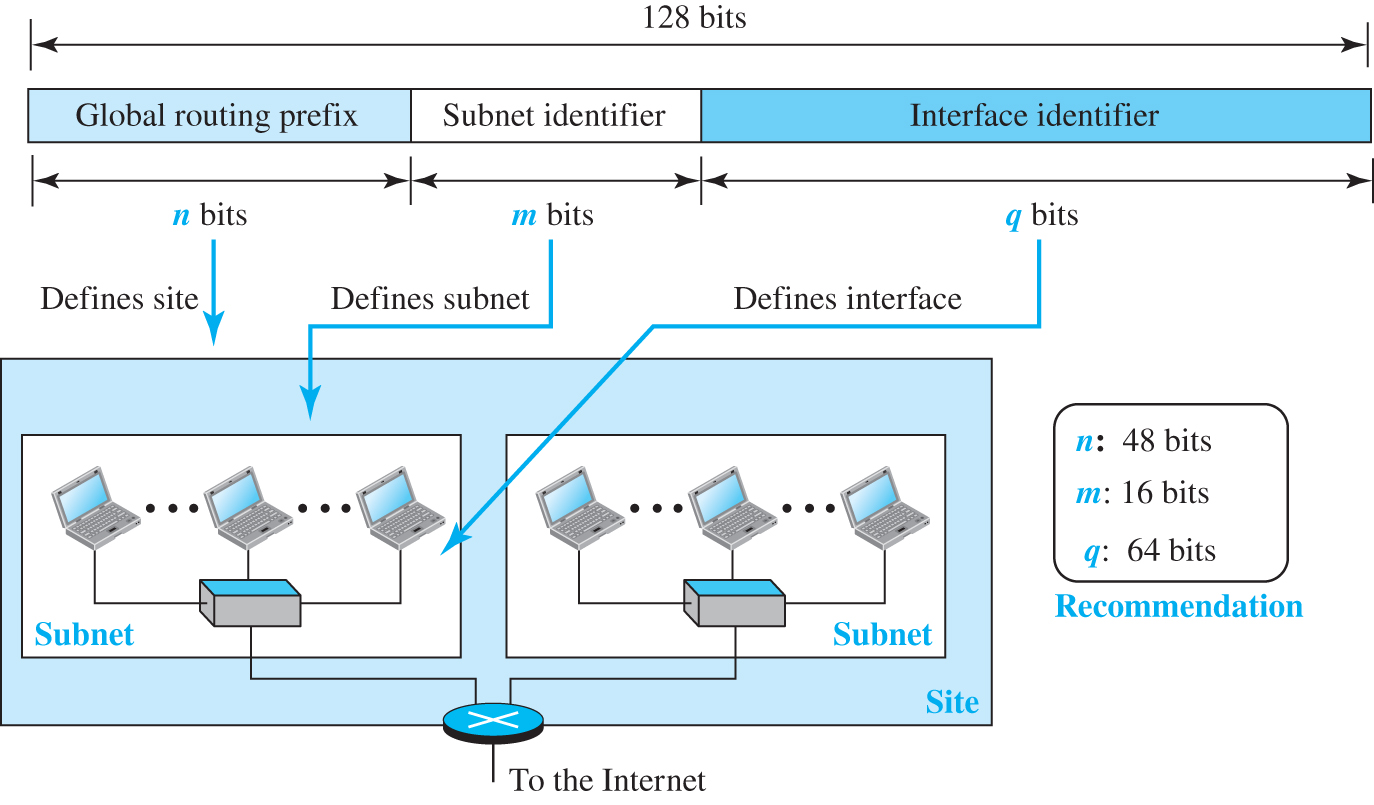 128 bits
Global routing prefix Subnet identifier Interface identifier
n bits m bits q bits
Defines site Defines subnet Defines interface
n: 48 bits
m: 16 bits
q: 64 bits
Recommendation
Subnet Subnet
Site
To the Internet